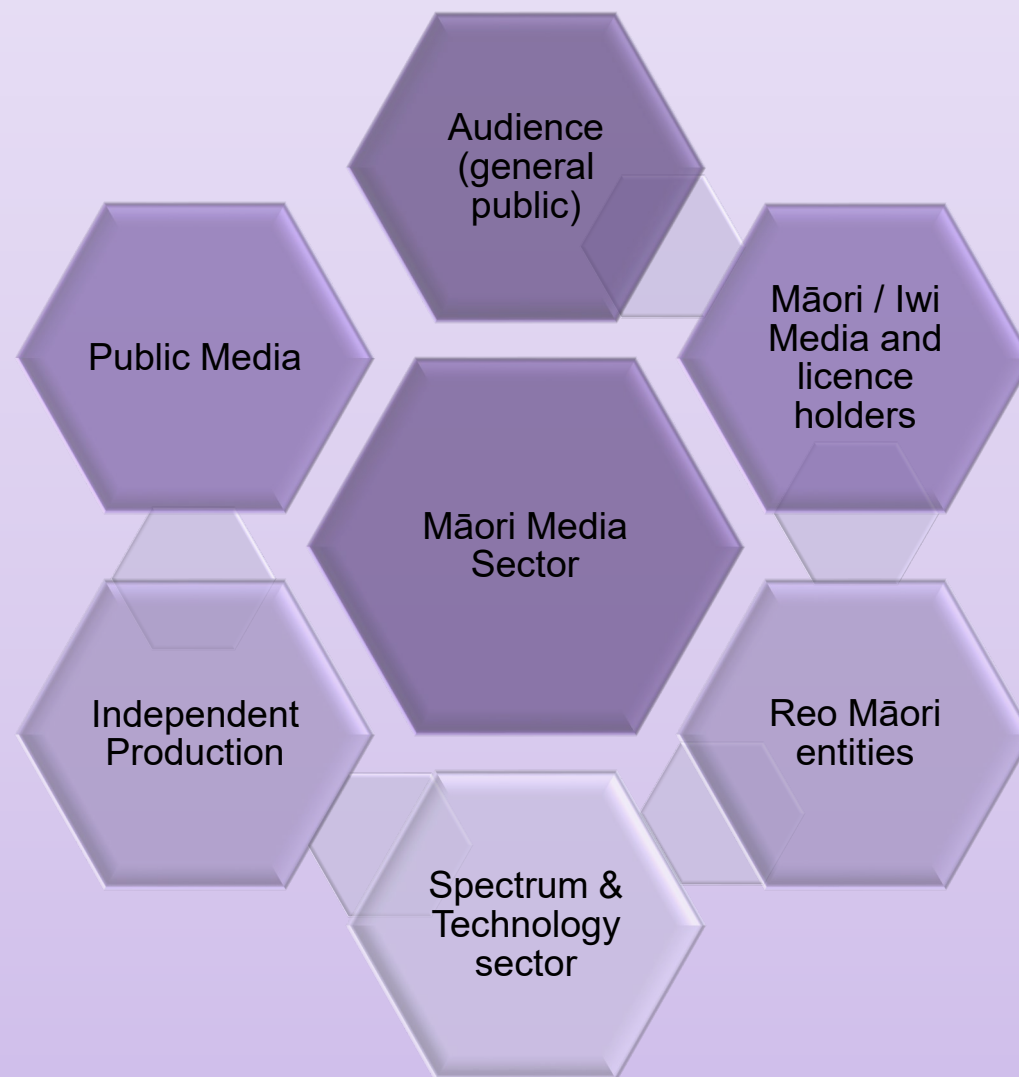 Audience
(general
public)
Public Media
Māori / Iwi
Media and
licence
holders
Māori Media
Sector
Independent
Production
Reo Māori
entities
Spectrum &
Technology
sector